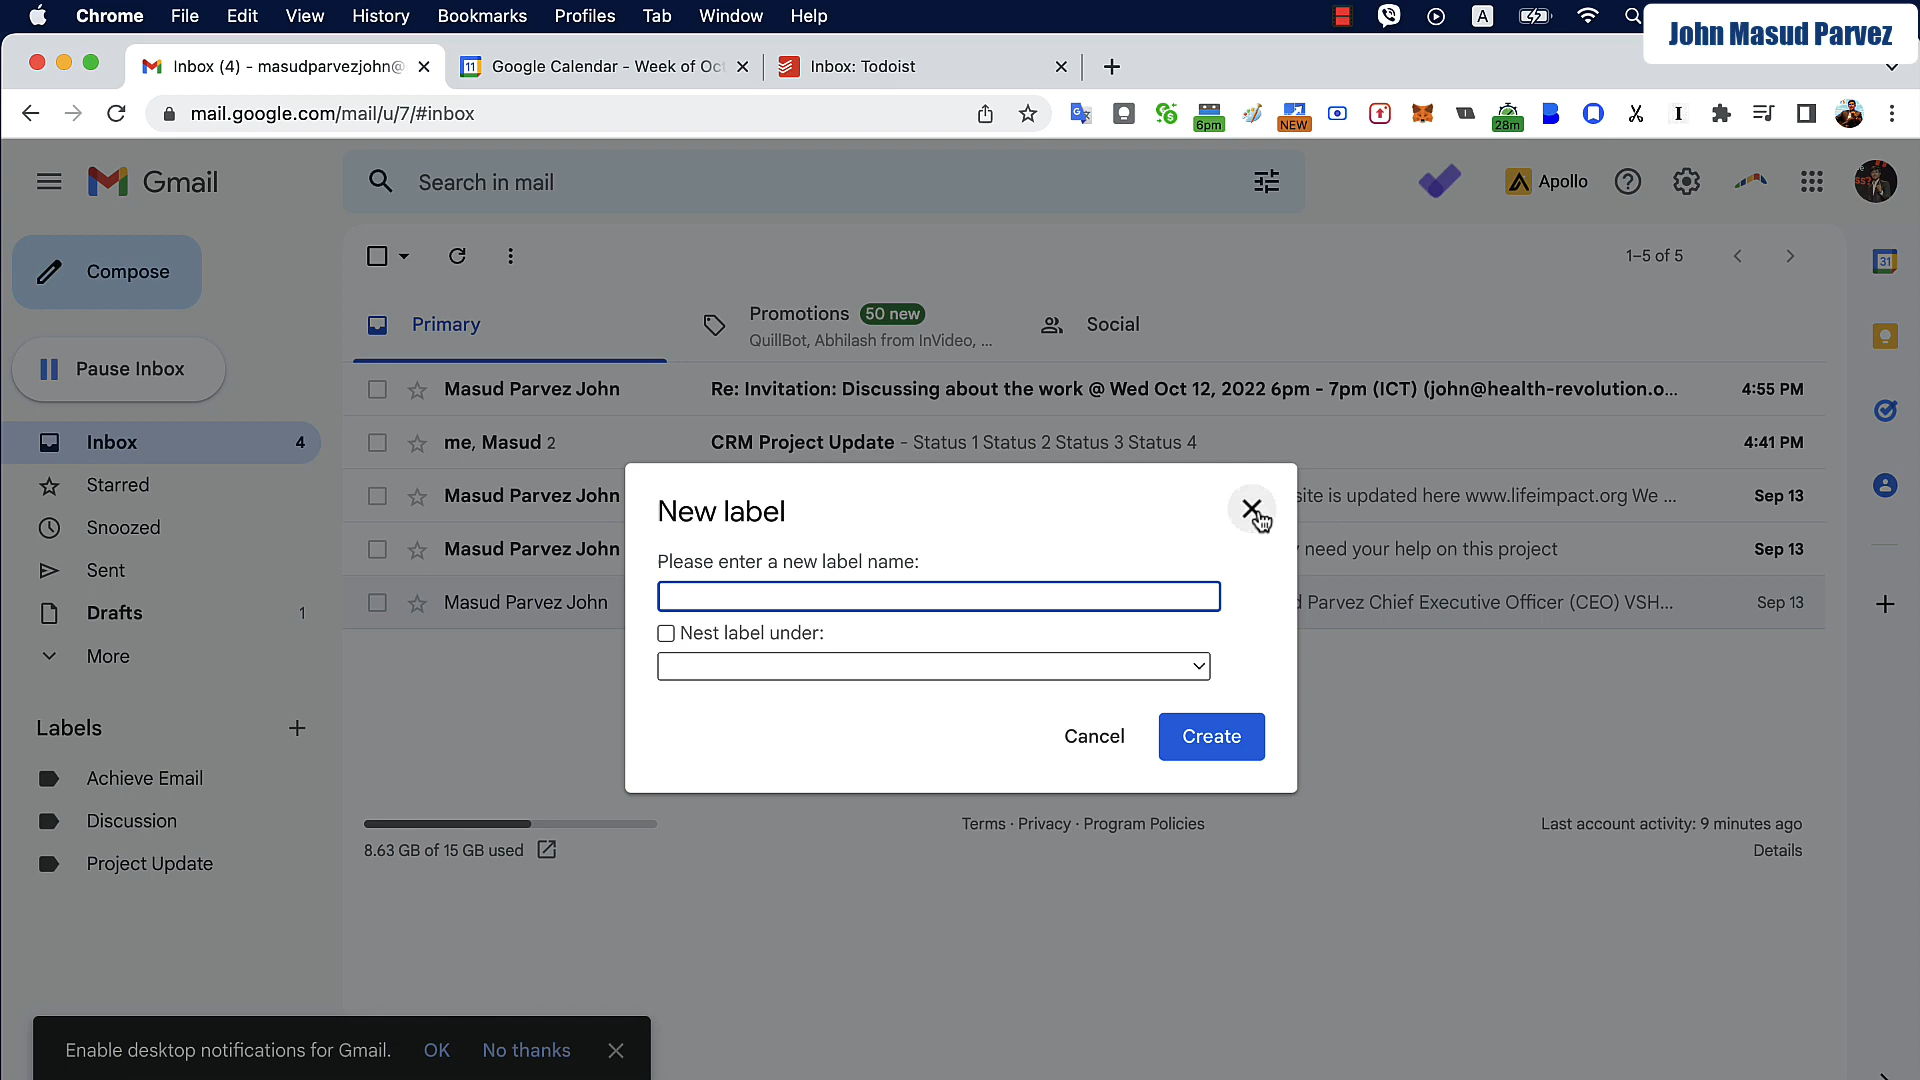 Chrome File Edit View History Bookmarks Profiles Tab Window Help
A
John Masud Parvez
Inbox (4) - masudparvezjohn@
11 Google Calendar - Week of Oct
Inbox: Todoist
mail.google.com/mail/u/7/#inbox
6pm
NEW
28m
Gmail
Search in mail
Apollo
Compose
1–5 of 5
31
Primary
Promotions 50 new
QuillBot, Abhilash from InVideo, ...
Social
Pause Inbox
Masud Parvez John Re: Invitation: Discussing about the work @ Wed Oct 12, 2022 6pm - 7pm (ICT) (john@health-revolution.o... 4:55 PM
Inbox 4
me, Masud 2 CRM Project Update - Status 1 Status 2 Status 3 Status 4 4:41 PM
Starred
Masud Parvez John site is updated here www.lifeimpact.org We ... Sep 13
Snoozed
Masud Parvez John need your help on this project Sep 13
Sent
Masud Parvez John Parvez Chief Executive Officer (CEO) VSH... Sep 13
Drafts 1
More
New label
Please enter a new label name:
Nest label under:
Cancel Create
Labels
Achieve Email
Discussion
Project Update
8.63 GB of 15 GB used
Terms · Privacy · Program Policies
Last account activity: 9 minutes ago
Details
Enable desktop notifications for Gmail. OK No thanks